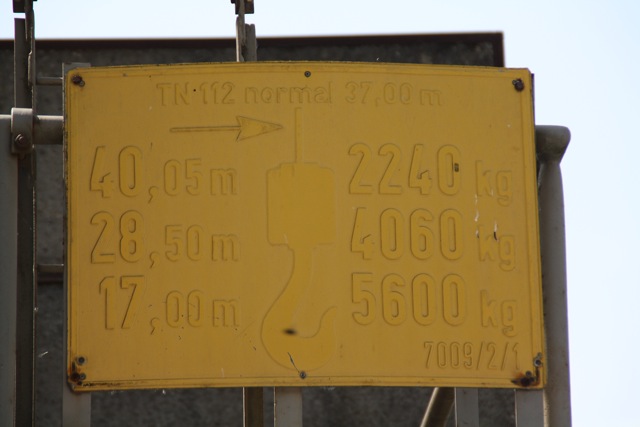 TN 112 normal 37,00 m
40,05 m 2240 kg
28,50 m 4060 kg
17,00 m 5600 kg
7009/2/1